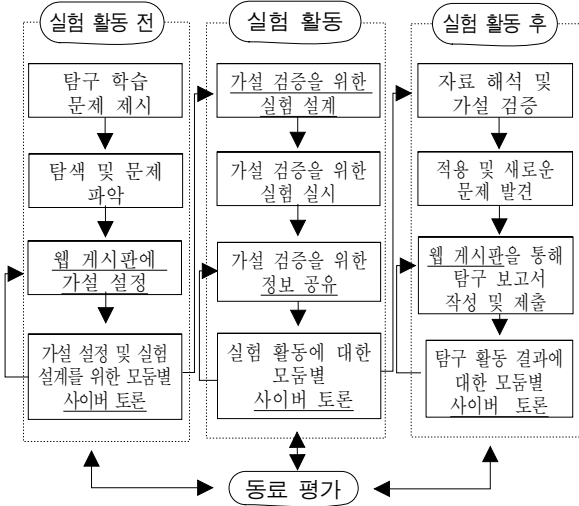 실험 활동 전
탐구 학습
문제 제시
탐색 및 문제
파악
웹 게시판에
가설 설정
가설 설정 및 실험
설계를 위한 모둠별
사이버 토론
실험 활동
가설 검증을 위한
실험 설계
가설 검증을 위한
실험 실시
가설 검증을 위한
정보 공유
실험 활동에 대한
모둠별
사이버 토론
실험 활동 후
자료 해석 및
가설 검증
적용 및 새로운
문제 발견
웹 게시판을 통해
탐구 보고서
작성 및 제출
탐구 활동 결과에
대한 모둠별
사이버 토론
동료 평가